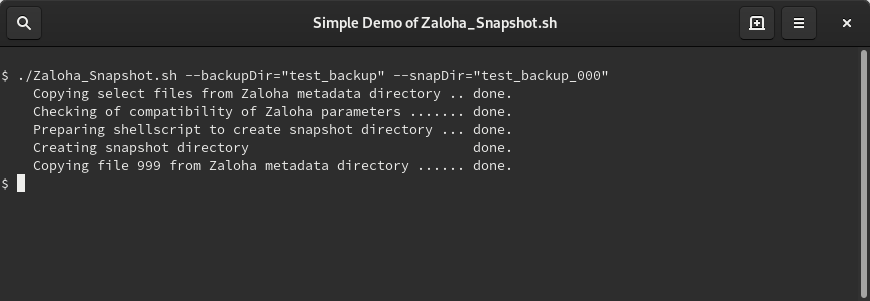 Simple Demo of Zaloha_Snapshot.sh
$ ./Zaloha_Snapshot.sh --backupDir="test_backup" --snapDir="test_backup_000"
    Copying select files from Zaloha metadata directory .. done.
    Checking of compatibility of Zaloha parameters ....... done.
    Preparing shellscript to create snapshot directory ... done.
    Creating snapshot directory                            done.
    Copying file 999 from Zaloha metadata directory ...... done.
$